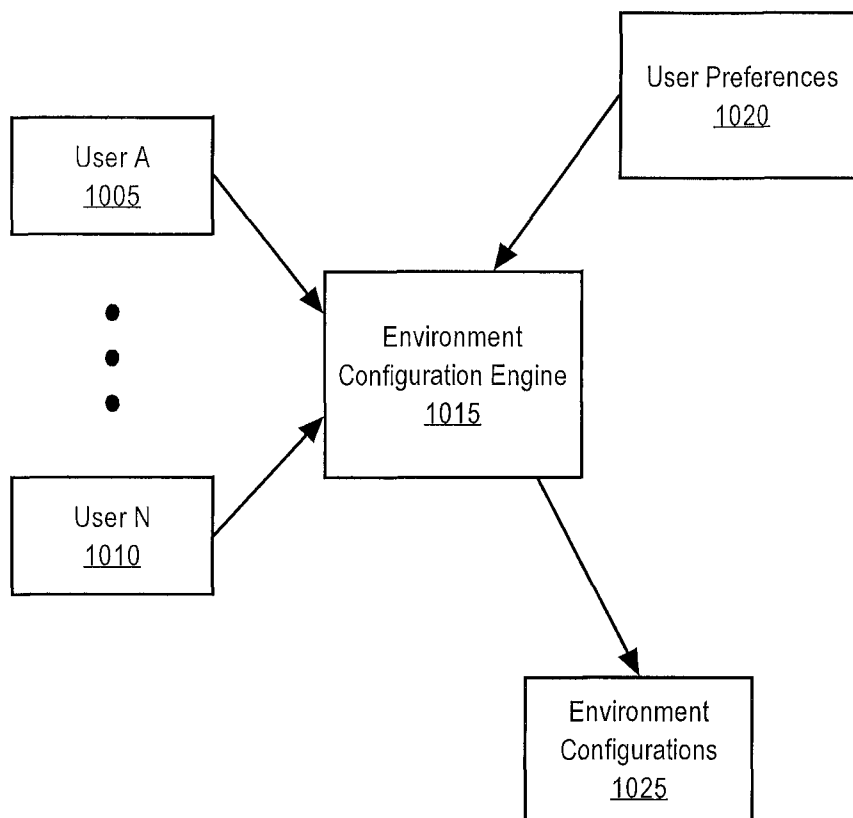 User Preferences
1020
User A
1005
Environment
Configuration Engine
1015
User N
1010
Environment
Configurations
1025